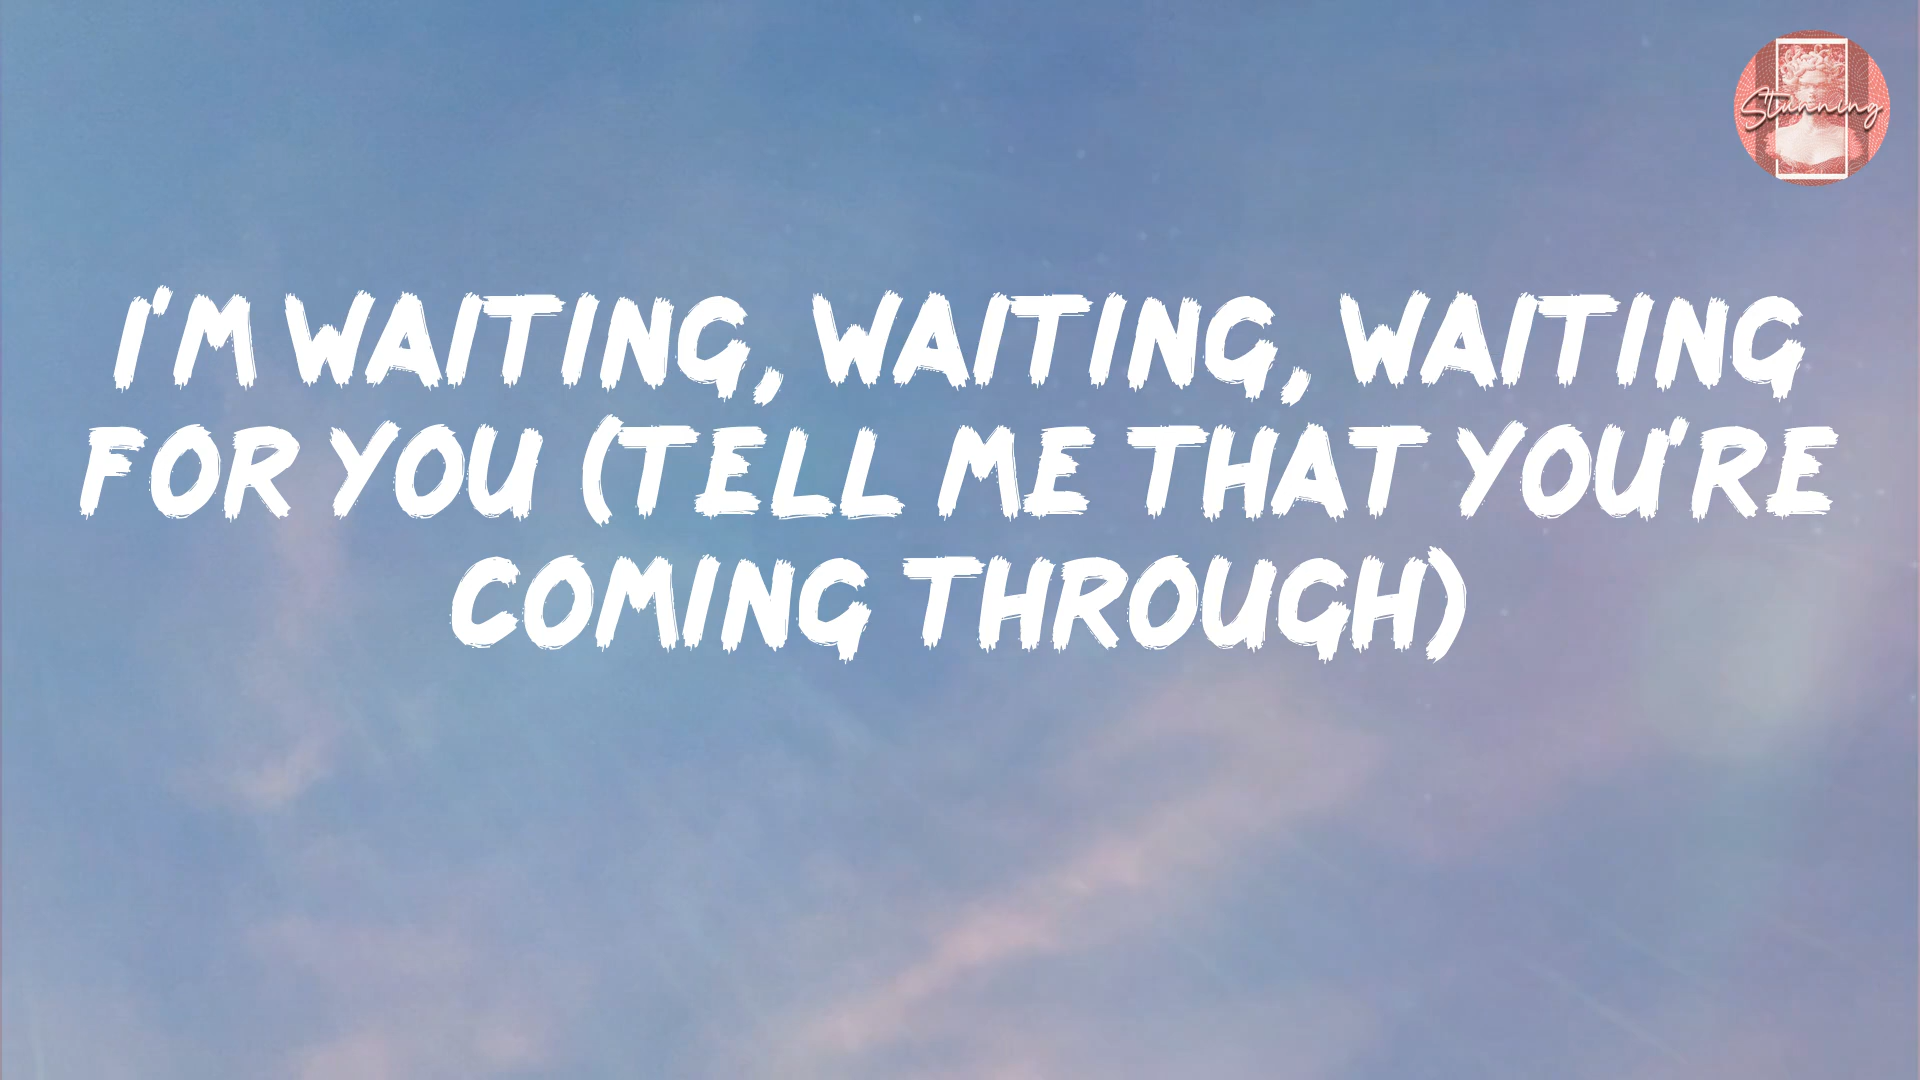 Stunning
I'M WAITING, WAITING, WAITING
FOR YOU (TELL ME THAT YOU'RE
COMING THROUGH)